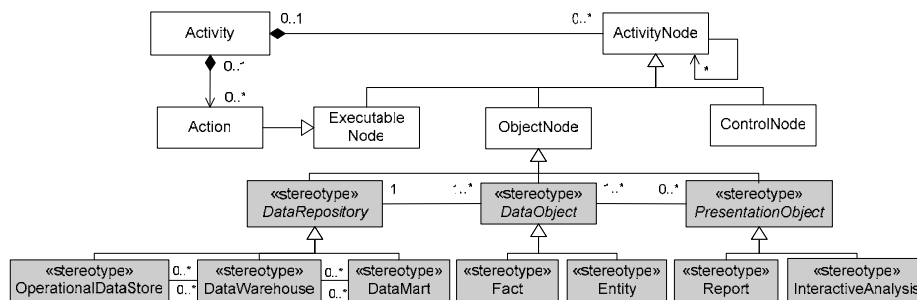 Activity
0..1
0..*
ActivityNode
0..1
*
0..*
Action
Executable
Node
ObjectNode
ControlNode
«stereotype»
DataRepository
1
1..*
«stereotype»
DataObject
1..*
0..*
«stereotype»
PresentationObject
«stereotype»
OperationalDataStore
0..*
0..*
«stereotype»
DataWarehouse
0..*
0..*
«stereotype»
DataMart
«stereotype»
Fact
«stereotype»
Entity
«stereotype»
Report
«stereotype»
InteractiveAnalysis